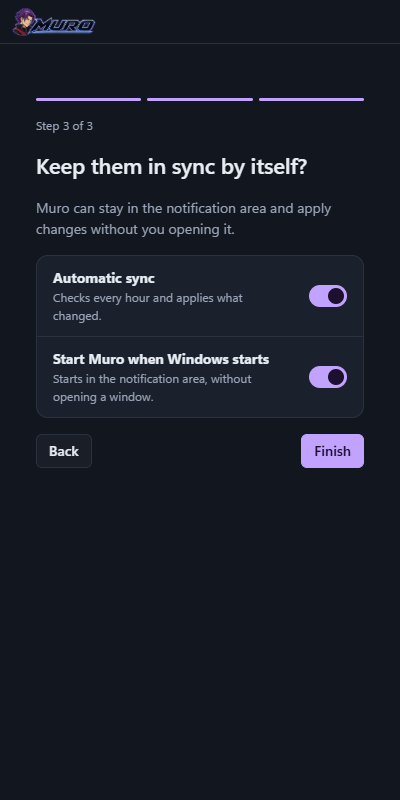 MURO
Step 3 of 3
Keep them in sync by itself?
Muro can stay in the notification area and apply
changes without you opening it.
Automatic sync
Checks every hour and applies what
changed.
Start Muro when Windows starts
Starts in the notification area, without
opening a window.
Back
Finish